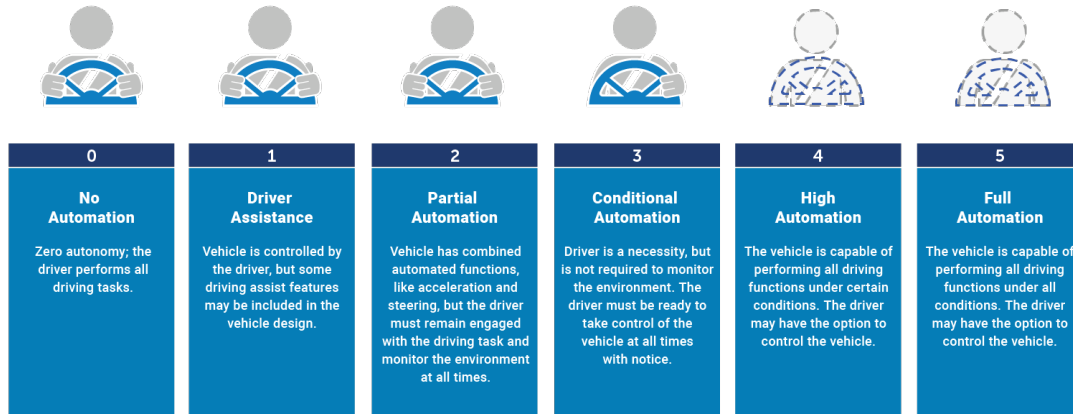 0
No
Automation
Zero autonomy; the
driver performs all
driving tasks.
1
Driver
Assistance
Vehicle is controlled by
the driver, but some
driving assist features
may be included in the
vehicle design.
2
Partial
Automation
Vehicle has combined
automated functions,
like acceleration and
steering, but the driver
must remain engaged
with the driving task and
monitor the environment
at all times.
3
Conditional
Automation
Driver is a necessity, but
is not required to monitor
the environment. The
driver must be ready to
take control of the
vehicle at all times
with notice.
4
High
Automation
The vehicle is capable of
performing all driving
functions under certain
conditions. The driver
may have the option to
control the vehicle.
5
Full
Automation
The vehicle is capable of
performing all driving
functions under all
conditions. The driver
may have the option to
control the vehicle.